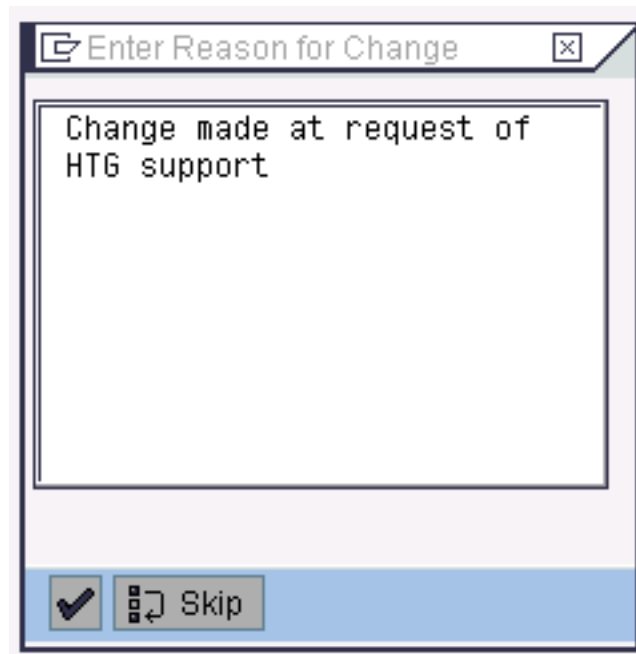 Enter Reason for Change
Change made at request of
HTG support
Skip